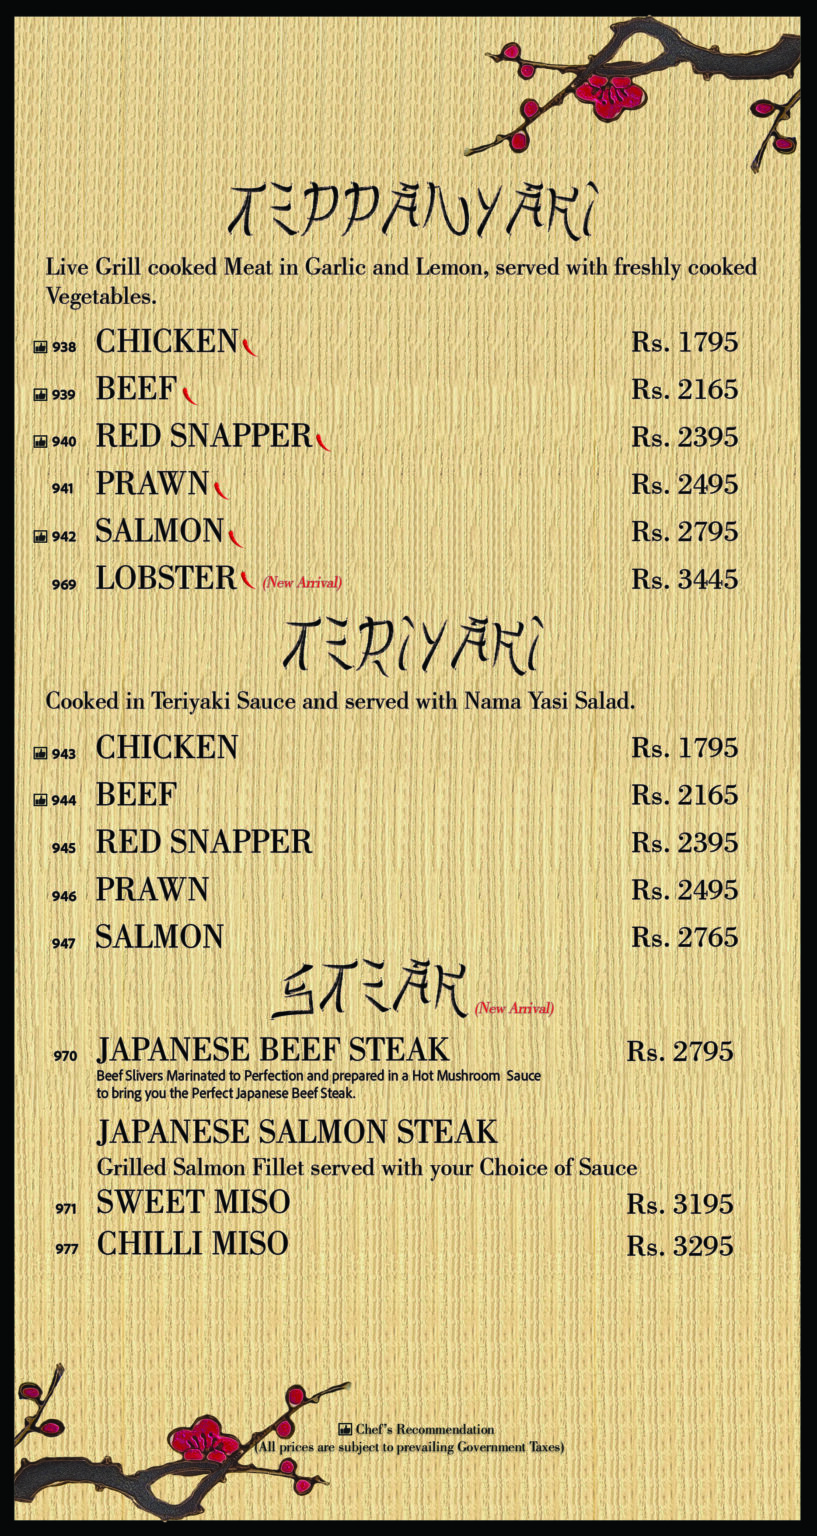 TEPPANYAKI
Live Grill cooked Meat in Garlic and Lemon, served with freshly cooked
Vegetables.
938 CHICKEN Rs. 1795
939 BEEF Rs. 2165
940 RED SNAPPER Rs. 2395
941 PRAWN Rs. 2495
942 SALMON Rs. 2795
969 LOBSTER (New Arrival) Rs. 3445
TERIYAKI
Cooked in Teriyaki Sauce and served with Nama Yasi Salad.
943 CHICKEN Rs. 1795
944 BEEF Rs. 2165
945 RED SNAPPER Rs. 2395
946 PRAWN Rs. 2495
947 SALMON Rs. 2765
STEAK (New Arrival)
970 JAPANESE BEEF STEAK Rs. 2795
Beef Slivers Marinated to Perfection and prepared in a Hot Mushroom Sauce
to bring you the Perfect Japanese Beef Steak.
JAPANESE SALMON STEAK
Grilled Salmon Fillet served with your Choice of Sauce
971 SWEET MISO Rs. 3195
977 CHILLI MISO Rs. 3295
Chef's Recommendation
(All prices are subject to prevailing Government Taxes)